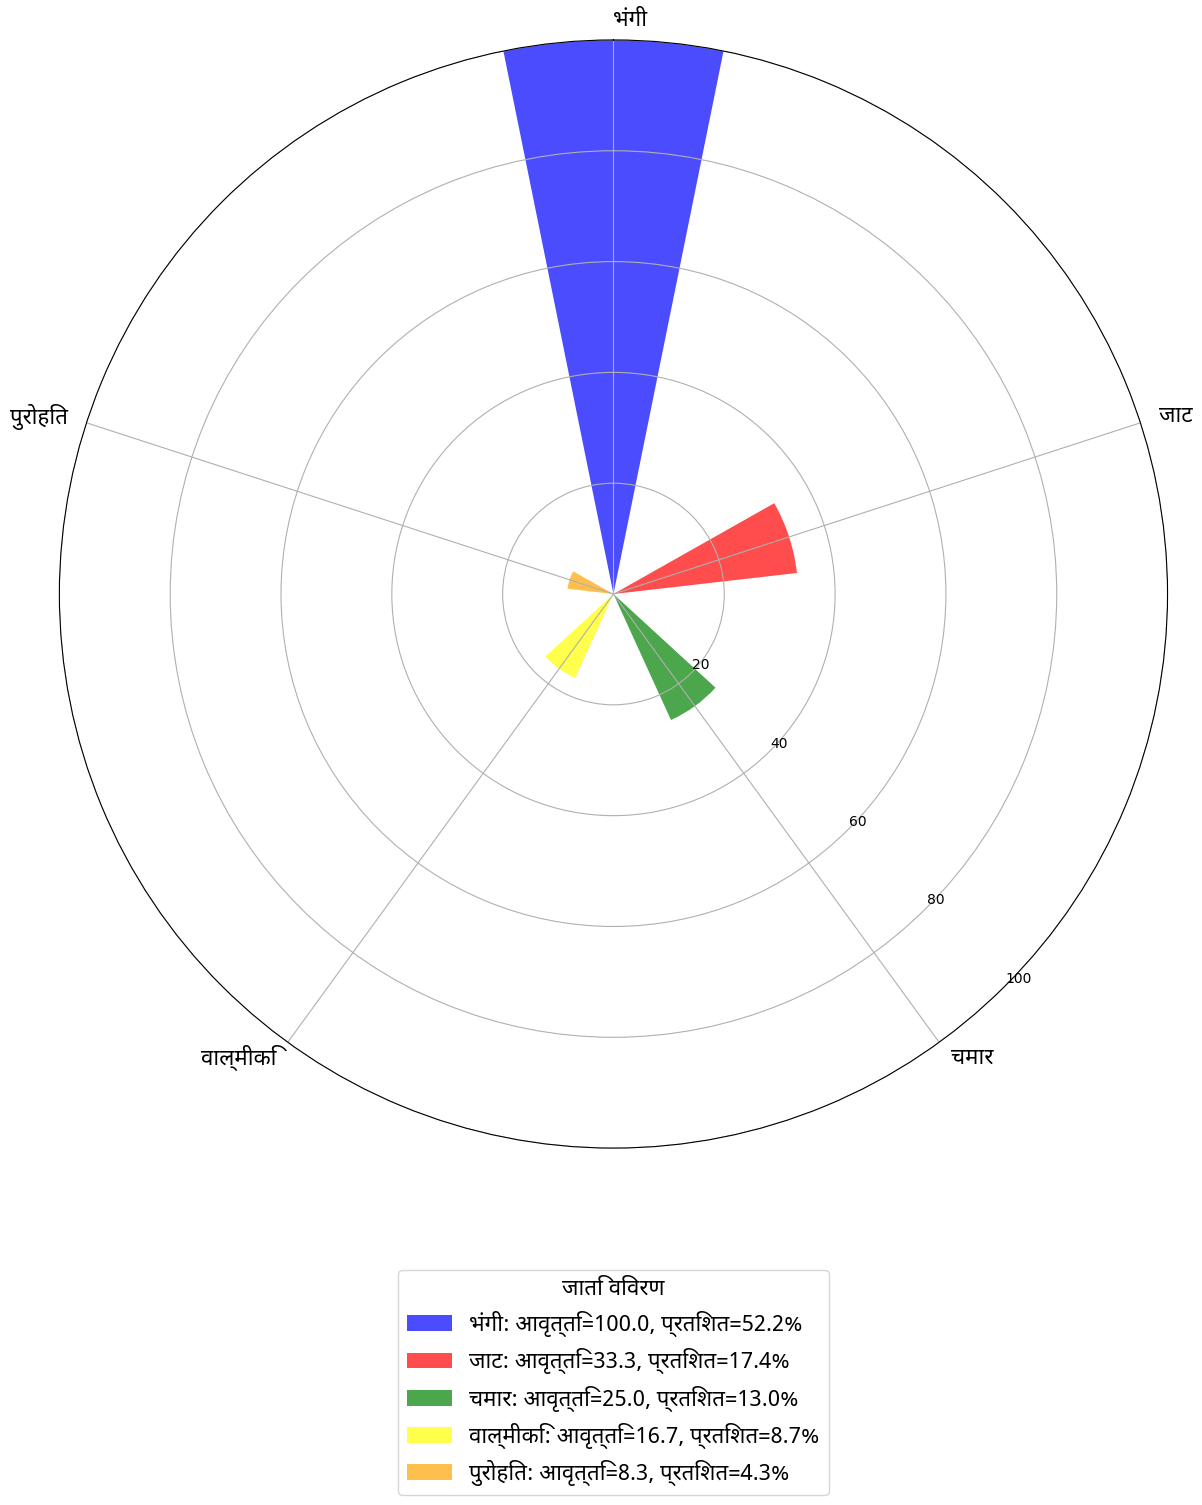 भंगी
जाट
पुरोहित
20
40
60
80
100
वाल्मीकि
चमार
जाति विवरण
भंगी: आवृत्ति=100.0, प्रतिशत=52.2%
जाट: आवृत्ति=33.3, प्रतिशत=17.4%
चमार: आवृत्ति=25.0, प्रतिशत=13.0%
वाल्मीकि: आवृत्ति=16.7, प्रतिशत=8.7%
पुरोहित: आवृत्ति=8.3, प्रतिशत=4.3%